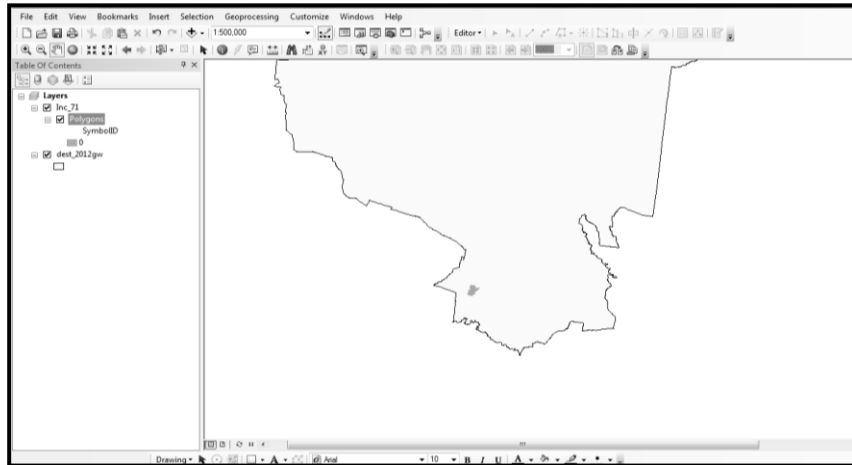 File Edit View Bookmarks Insert Selection Geoprocessing Customize Windows Help
1:500,000 Editor
Table Of Contents
Layers
Inc_71
Polygons
SymbolID
0
dest_2012gw
Drawing A Arial 10 B I U A